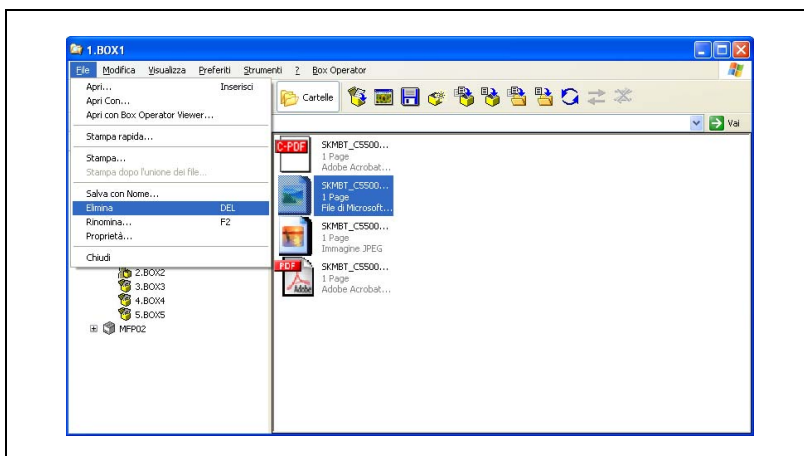 1.BOX1
File Modifica Visualizza Preferiti Strumenti ? Box Operator
Apri... Inserisci
Apri Con...
Apri con Box Operator Viewer...
Stampa rapida...
Stampa...
Stampa dopo l'unione dei file...
Salva con Nome...
Elimina DEL
Rinomina... F2
Proprietà...
Chiudi
Cartelle
Vai
2.BOX2
3.BOX3
4.BOX4
5.BOX5
MFP02
C-PDF
SKMBT_C5500...
1 Page
Adobe Acrobat...
SKMBT_C5500...
1 Page
File di Microsoft...
SKMBT_C5500...
1 Page
Immagine JPEG
PDF
Adobe
SKMBT_C5500...
1 Page
Adobe Acrobat...